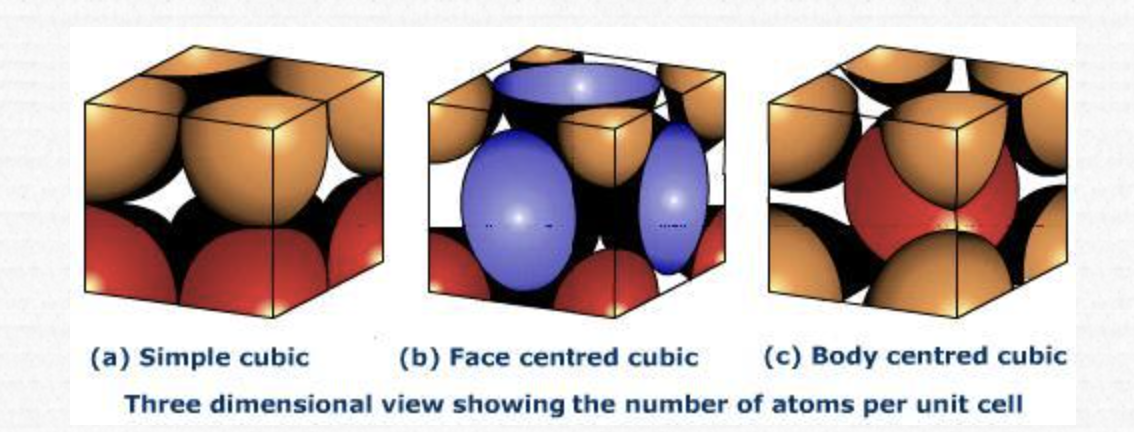 (a) Simple cubic (b) Face centred cubic (c) Body centred cubic
Three dimensional view showing the number of atoms per unit cell